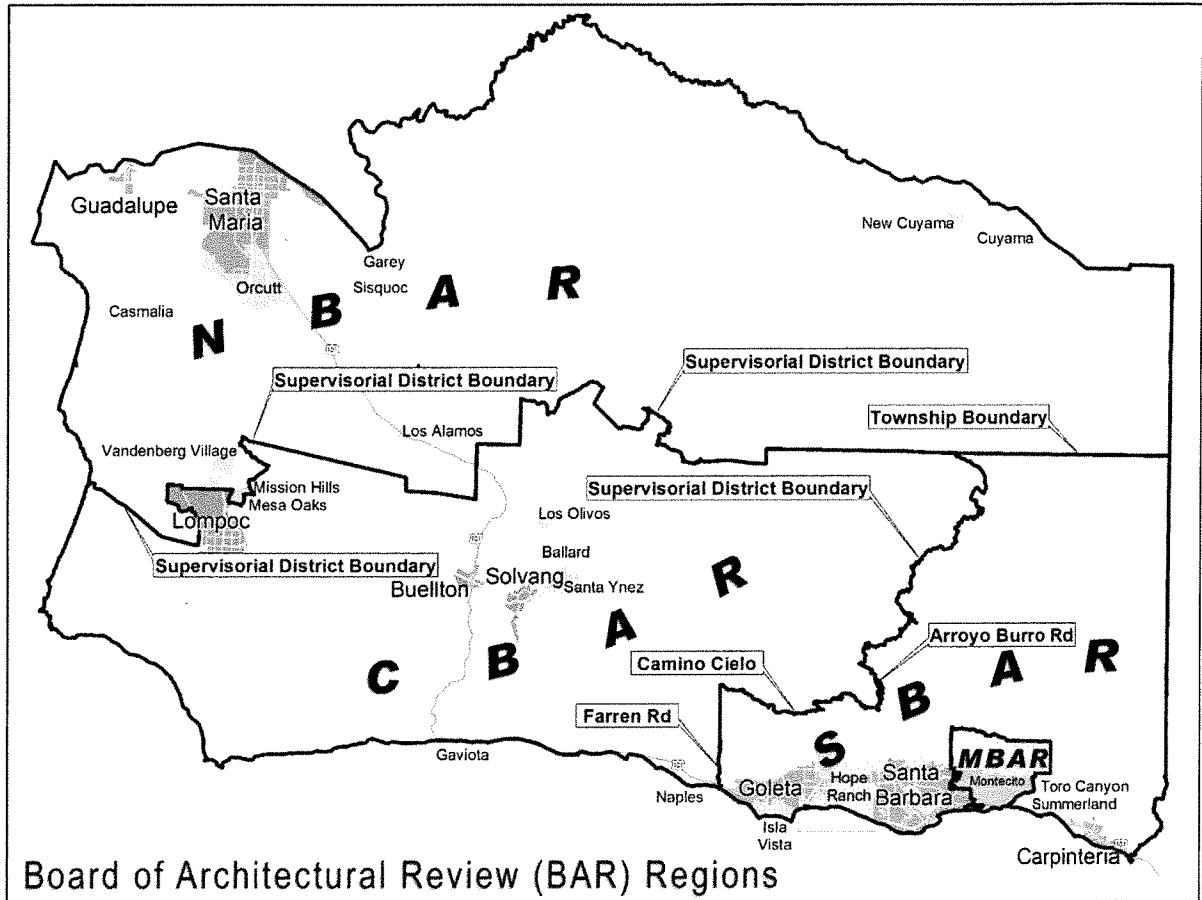 Guadalupe
Santa
Maria
New Cuyama
Cuyama
Garey
Sisquoc
Orcutt
Casmalia
N B A R
Supervisorial District Boundary
Supervisorial District Boundary
Township Boundary
Los Alamos
Vandenberg Village
Mission Hills
Mesa Oaks
Lompoc
Supervisorial District Boundary
Supervisorial District Boundary
Los Olivos
Ballard
Solvang
Santa Ynez
Buellton
C B A R
Arroyo Burro Rd
Camino Cielo
Farren Rd
S B A R
MBAR
Montecito
Gaviota
Naples
Goleta
Hope
Ranch
Santa
Barbara
Toro Canyon
Summerland
Isla
Vista
Carpinteria
Board of Architectural Review (BAR) Regions